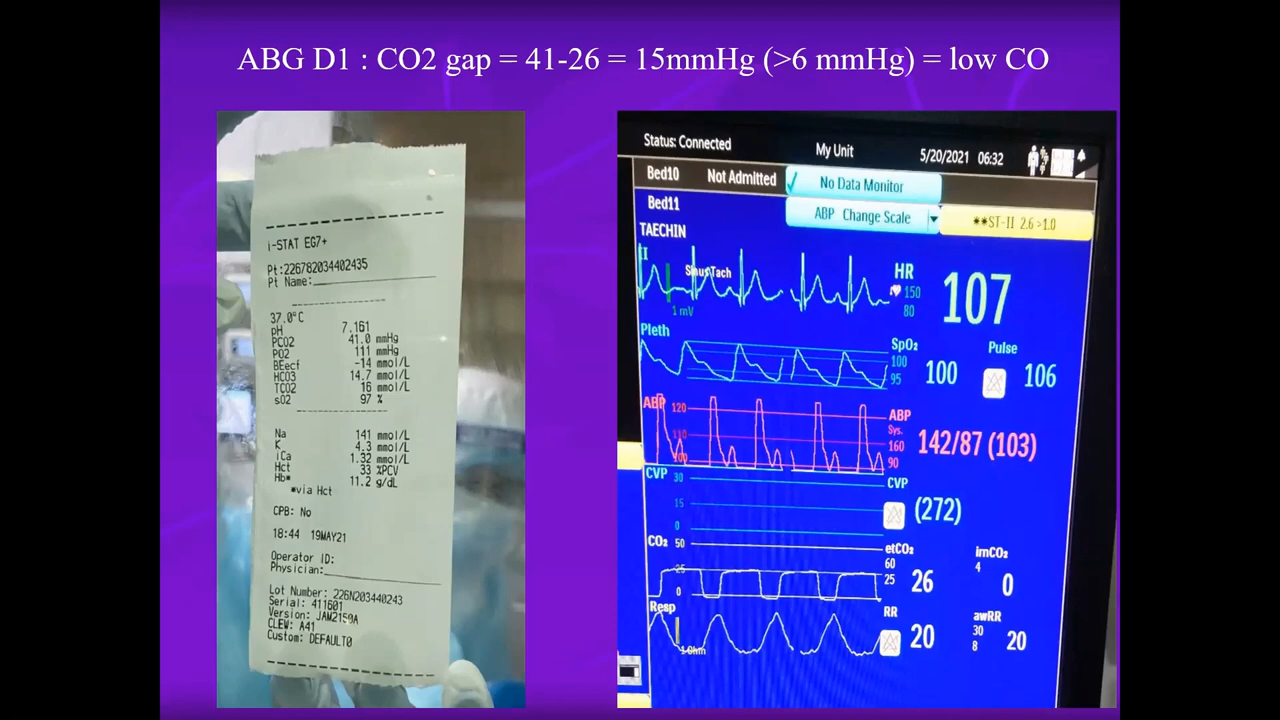 ABG D1 : CO2 gap = 41-26 = 15mmHg (>6 mmHg) = low CO
i-STAT EG7+
Pt:226782034402435
Pt Name:
37.0°C
pH 7.161
PCO2 41.0 mmHg
PO2 111 mmHg
BEecf -14 mmol/L
HCO3 14.7 mmol/L
TCO2 16 mmol/L
sO2 97 %
Na 141 mmol/L
K 4.3 mmol/L
iCa 1.32 mmol/L
Hct 33 %PCV
Hb* 11.2 g/dL
*via Hct
CPB: No
18:44 19MAY21
Operator ID:
Physician:
Lot Number: 226N203440243
Serial: 411601
Version: JAM2150A
CLEW: A41
Custom: DEFAULT0
Status: Connected My Unit 5/20/2021 06:32
Bed10 Not Admitted No Data Monitor
Bed11 ABP Change Scale **ST-II 2.6 >1.0
TAECHIN
II SinusTach HR 150 80 107
1 mV
Pleth SpO2 100 95 100 Pulse 106
ABP 120 110 100 ABP Sys. 160 90 142/87 (103)
CVP 30 15 0 CVP (272)
CO2 50 25 0 etCO2 60 25 26 imCO2 4 0
Resp 1 Ohm RR 20 awRR 30 8 20